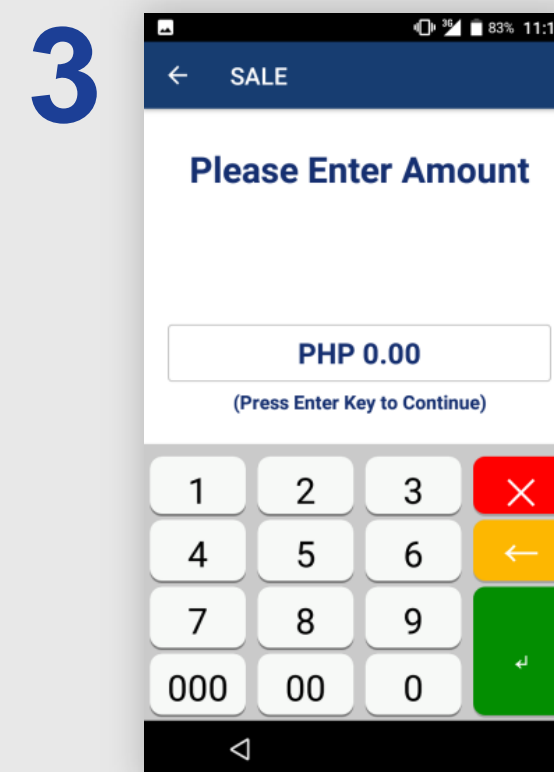 3
3G 83% 11:1
← SALE
Please Enter Amount
PHP 0.00
(Press Enter Key to Continue)
1 2 3
4 5 6
7 8 9
000 00 0